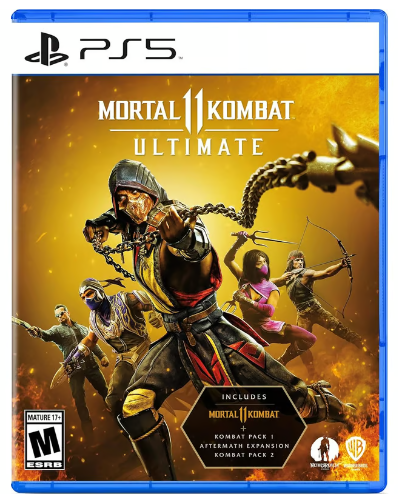 PS5
MORTAL 11 KOMBAT
ULTIMATE
INCLUDES
MORTAL 11 KOMBAT
+
KOMBAT PACK 1
AFTERMATH EXPANSION
KOMBAT PACK 2
MATURE 17+
M
ESRB
WB